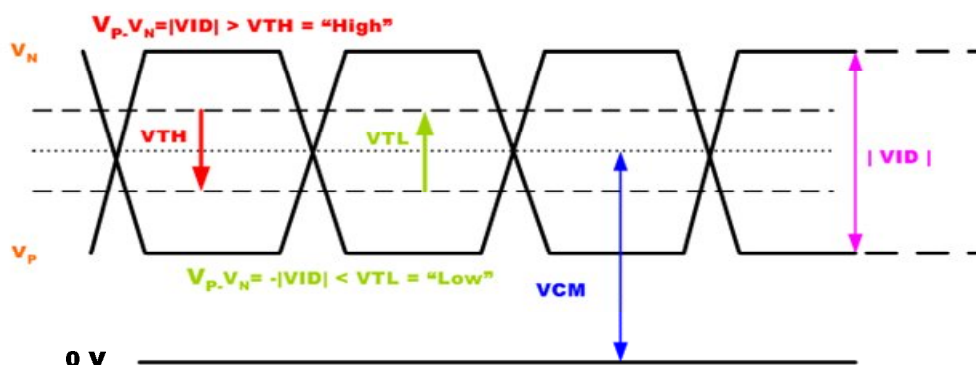 VP-VN=|VID| > VTH = “High”
VN
VTH
VTL
| VID |
VP
VP-VN= -|VID| < VTL = “Low”
VCM
0 V